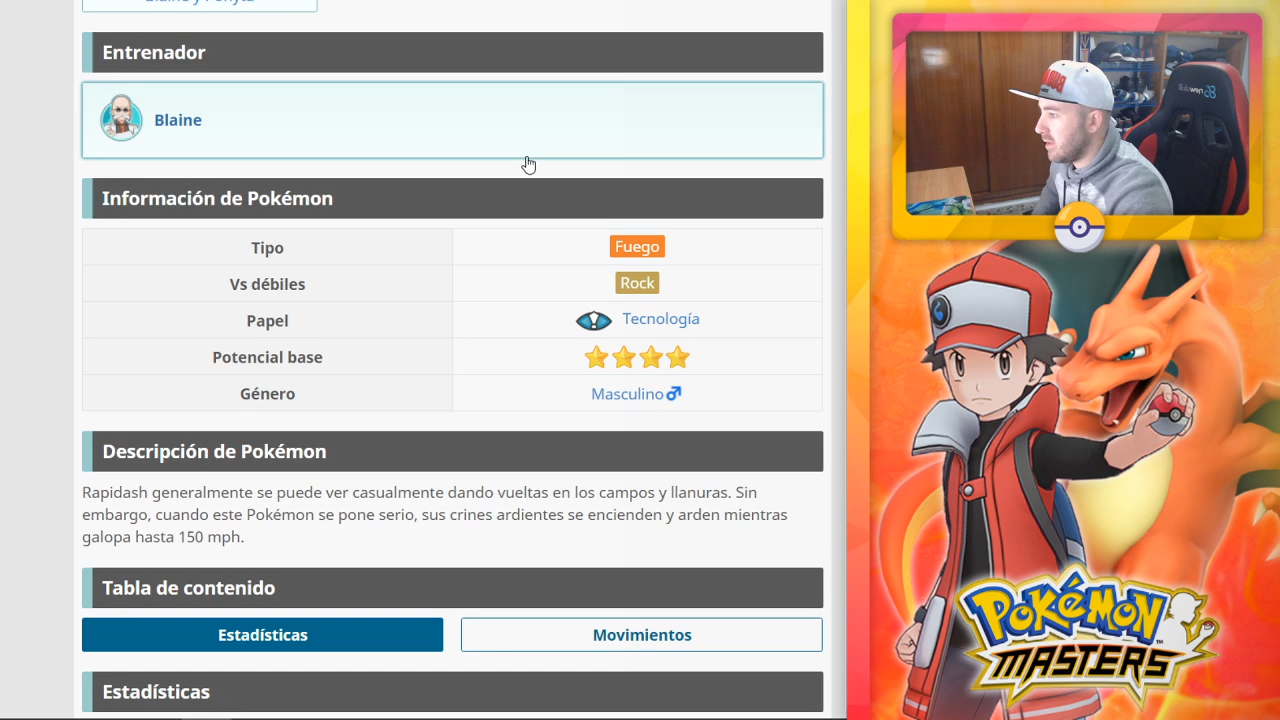 Blaine y Ponyta
Entrenador
Blaine
Información de Pokémon
Tipo Fuego
Vs débiles Rock
Papel Tecnología
Potencial base
Género Masculino
Descripción de Pokémon
Rapidash generalmente se puede ver casualmente dando vueltas en los campos y llanuras. Sin
embargo, cuando este Pokémon se pone serio, sus crines ardientes se encienden y arden mientras
galopa hasta 150 mph.
Tabla de contenido
Estadísticas Movimientos
Estadísticas
POKéMON
MASTERS